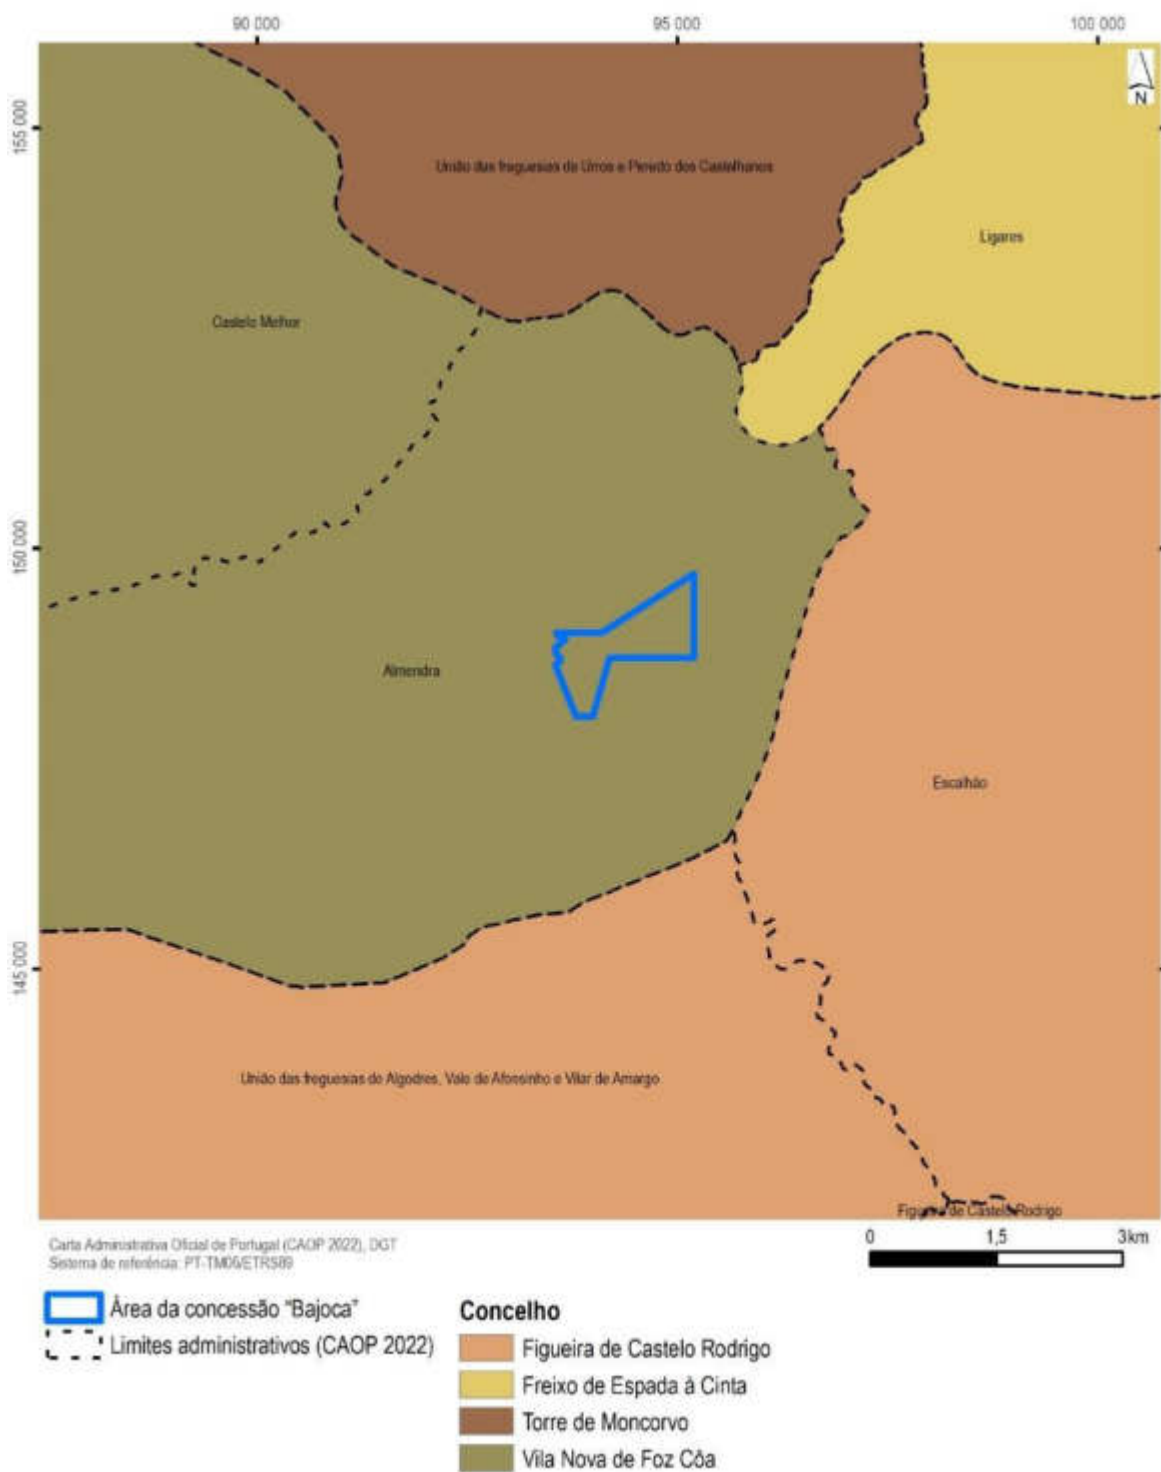 90 000
95 000
100 000
155 000
N
União das freguesias de Urros e Peredo dos Castelhanos
Ligares
Castelo Melhor
150 000
Almendra
Escalhão
145 000
União das freguesias de Algodres, Vale de Afonsinho e Vilar de Amargo
Figueira de Castelo Rodrigo
Carta Administrativa Oficial de Portugal (CAOP 2022), DGT
Sistema de referência: PT-TM06/ETRS89
0 1,5 3km
Área da concessão "Bajoca"
Limites administrativos (CAOP 2022)
Concelho
Figueira de Castelo Rodrigo
Freixo de Espada à Cinta
Torre de Moncorvo
Vila Nova de Foz Côa